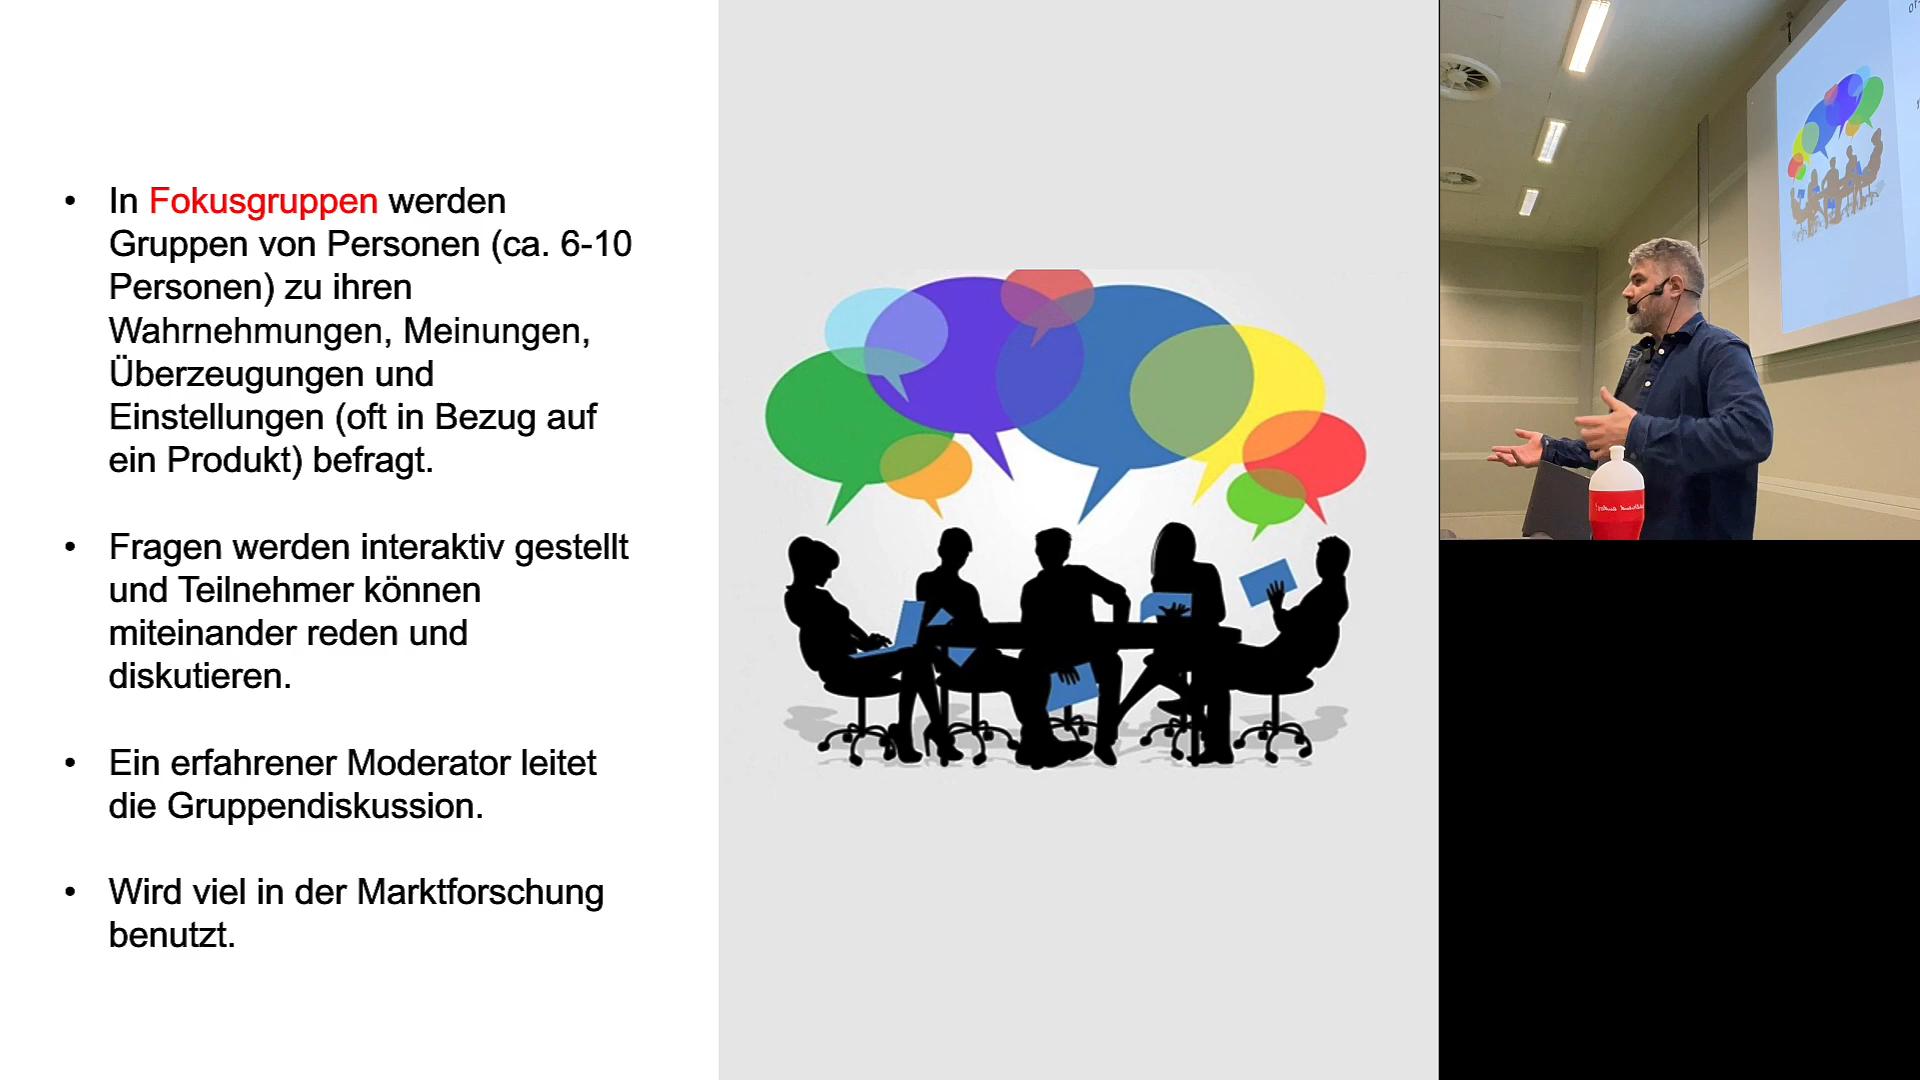 • In Fokusgruppen werden
Gruppen von Personen (ca. 6-10
Personen) zu ihren
Wahrnehmungen, Meinungen,
Überzeugungen und
Einstellungen (oft in Bezug auf
ein Produkt) befragt.
• Fragen werden interaktiv gestellt
und Teilnehmer können
miteinander reden und
diskutieren.
• Ein erfahrener Moderator leitet
die Gruppendiskussion.
• Wird viel in der Marktforschung
benutzt.